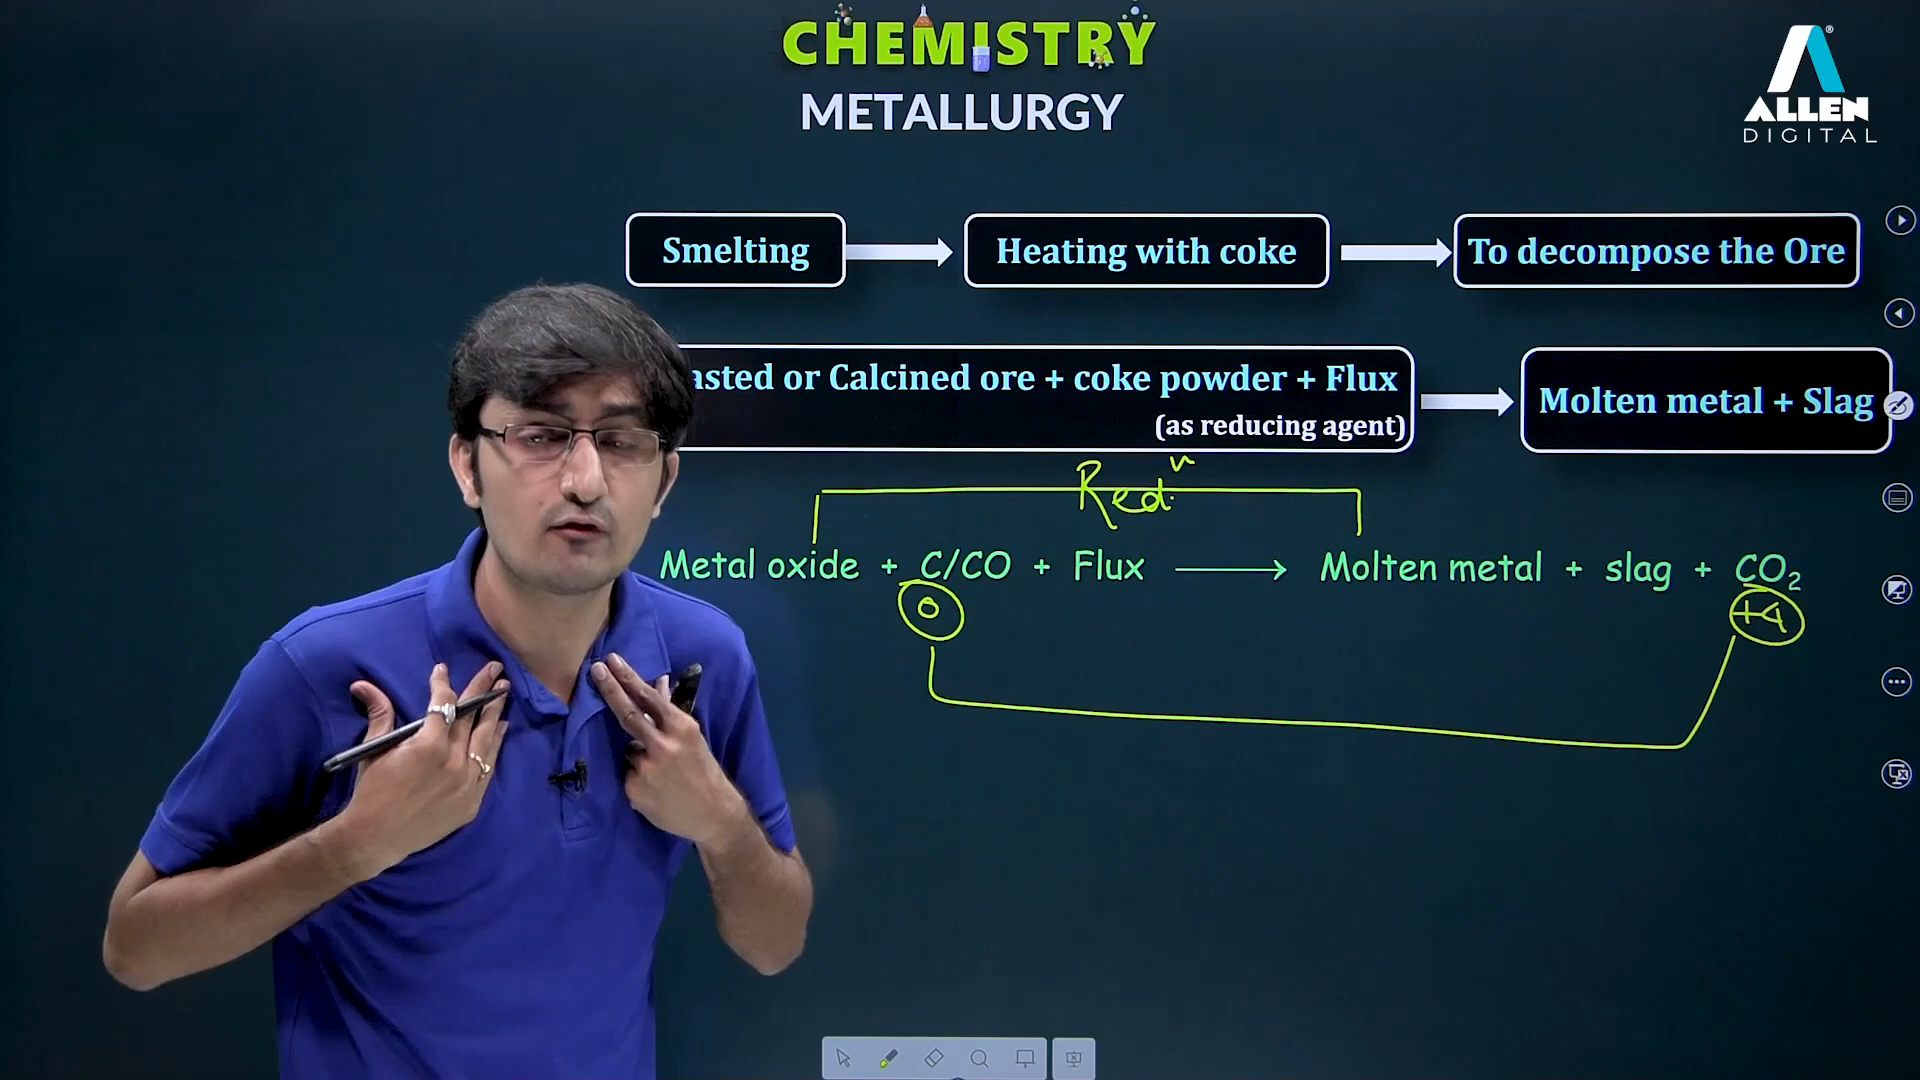 CHEMISTRY
METALLURGY
ALLEN
DIGITAL
Smelting
Heating with coke
To decompose the Ore
or Calcined ore + coke powder + Flux
(as reducing agent)
Molten metal + Slag
Redⁿ
Metal oxide + C/CO + Flux ⟶ Molten metal + slag + CO₂
0
+4